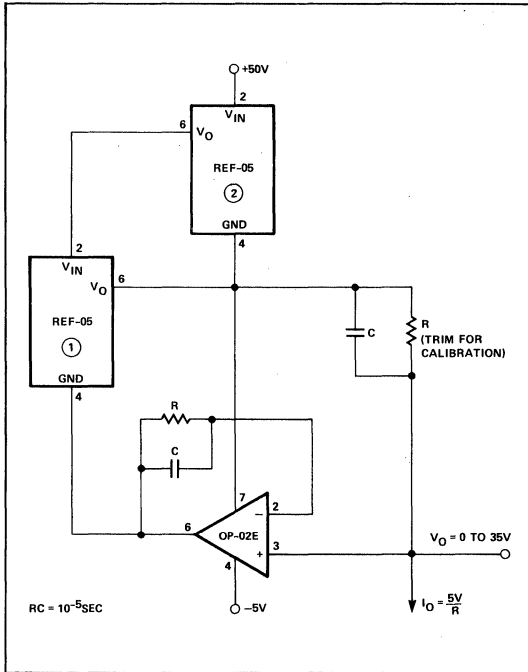 +50V
2
VIN
6
VO
REF-05
2
GND
4
2
VIN
6
VO
REF-05
1
GND
4
C
R
(TRIM FOR
CALIBRATION)
R
C
7
2
−
6
OP-02E
+
3
4
VO = 0 TO 35V
−5V
IO = 5V
R
RC = 10-5SEC